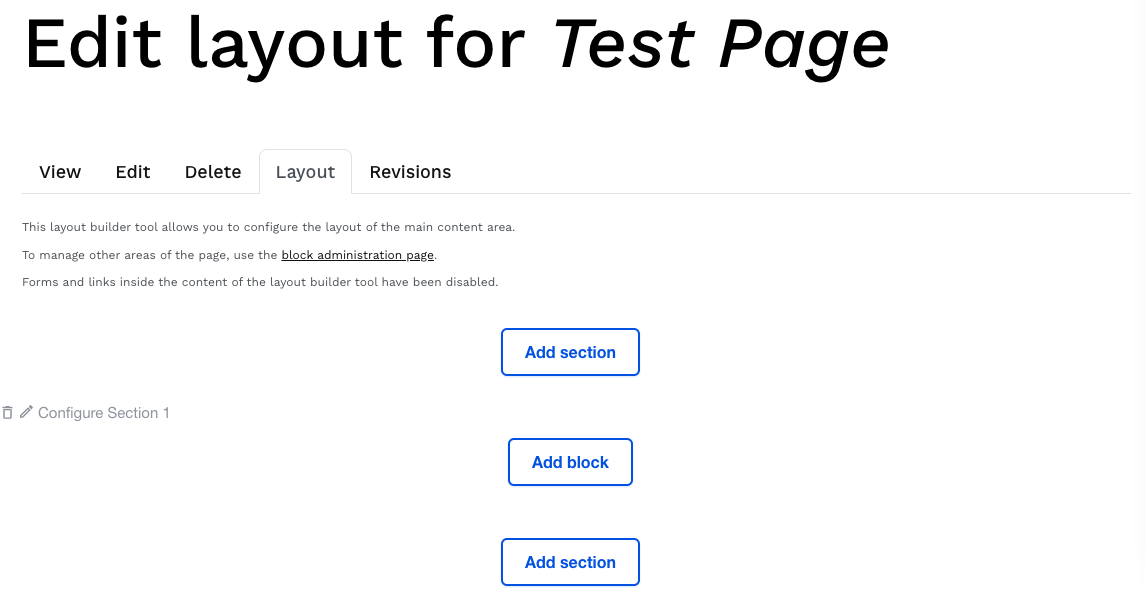 Edit layout for Test Page
View Edit Delete Layout Revisions
This layout builder tool allows you to configure the layout of the main content area.
To manage other areas of the page, use the block administration page.
Forms and links inside the content of the layout builder tool have been disabled.
Add section
Configure Section 1
Add block
Add section